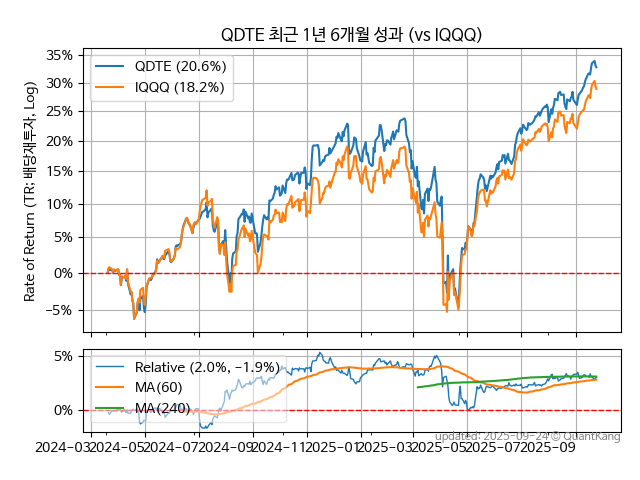 QDTE 최근 1년 6개월 성과 (vs IQQQ)
Rate of Return (TR: 배당재투자, Log)
35%
30%
25%
20%
15%
10%
5%
0%
−5%
QDTE (20.6%)
IQQQ (18.2%)
5%
0%
Relative (2.0%, −1.9%)
MA(60)
MA(240)
2024-03 2024-05 2024-07 2024-09 2024-11 2025-01 2025-03 2025-05 2025-07 2025-09
updated: 2025-09-24 © QuantKang